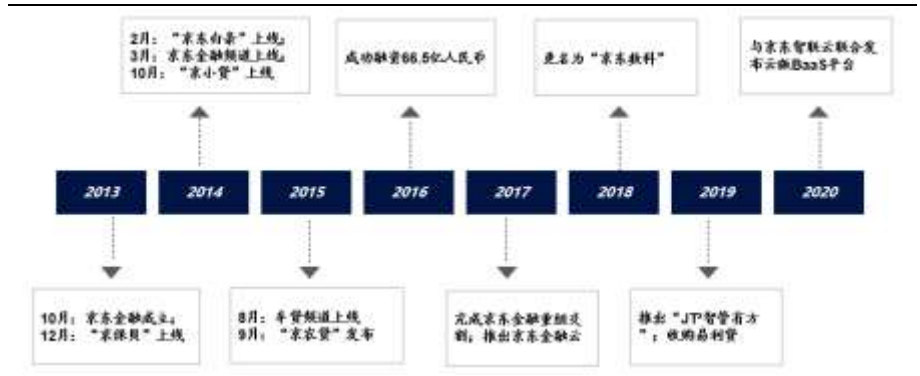 2月：“京东白条”上线；
3月：京东金融频道上线；
10月：“京小贷”上线
成功融资66.5亿人民币
更名为“京东数科”
与京东智联云联合发
布云端BaaS平台
2013
2014
2015
2016
2017
2018
2019
2020
10月：京东金融成立；
12月：“京保贝”上线
8月：车贷频道上线
9月：“京农贷”发布
完成京东金融重组交
割；推出京东金融云
推出“JT²智管有方
”；收购易利贷